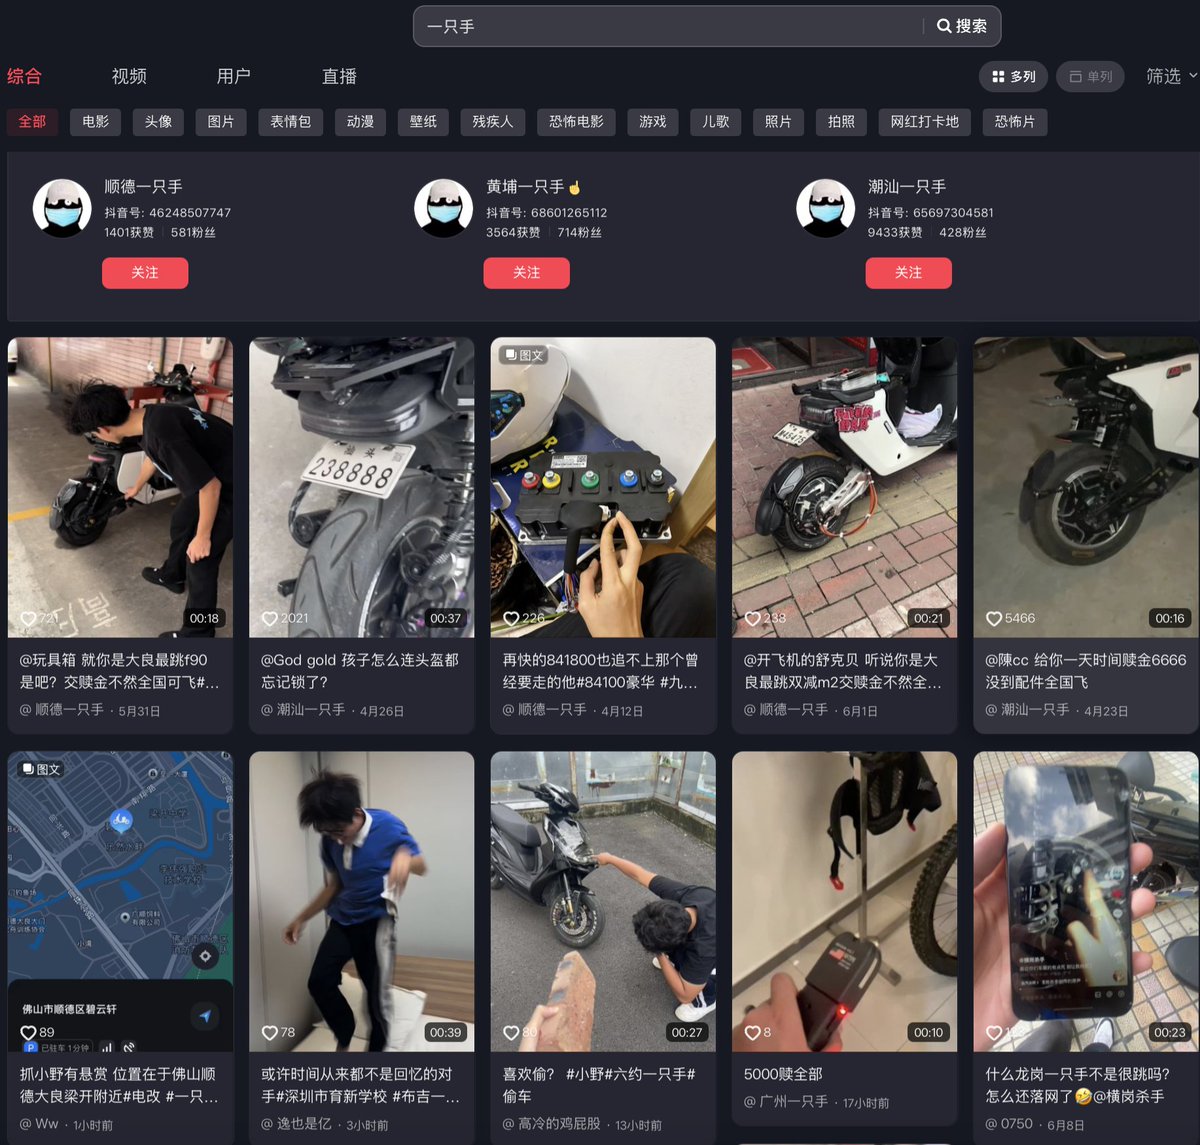 一只手
搜索
综合
视频
用户
直播
多列
单列
筛选
全部
电影
头像
图片
表情包
动漫
壁纸
残疾人
恐怖电影
游戏
儿歌
照片
拍照
网红打卡地
恐怖片
顺德一只手
抖音号: 46248507747
1401获赞 581粉丝
关注
黄埔一只手☝
抖音号: 68601265112
3564获赞 714粉丝
关注
潮汕一只手
抖音号: 65697304581
9433获赞 428粉丝
关注
00:18
@玩具箱 就你是大良最跳f90
是吧？交赎金不然全国可飞#...
@ 顺德一只手 · 5月31日
汕 头
238888
2021
00:37
@God gold 孩子怎么连头盔都
忘记锁了？
@ 潮汕一只手 · 4月26日
图文
226
再快的841800也追不上那个曾
经要走的他#84100豪华 #九...
@ 顺德一只手 · 4月12日
238
00:21
@开飞机的舒克贝 听说你是大
良最跳双减m2交赎金不然全...
@ 顺德一只手 · 6月1日
5466
00:16
@陳cc 给你一天时间赎金6666
没到配件全国飞
@ 潮汕一只手 · 4月23日
图文
佛山市顺德区碧云轩
89
P 已驻车 1分钟
抓小野有悬赏 位置在于佛山顺
德大良梁开附近#电改 #一只...
@ Ww · 1小时前
78
00:39
或许时间从来都不是回忆的对
手#深圳市育新学校 #布吉一...
@ 逸也是亿 · 3小时前
80
00:27
喜欢偷？ #小野#六约一只手#
偷车
@ 高冷的鸡屁股 · 13小时前
8
00:10
5000赎全部
@ 广州一只手 · 17小时前
00:23
什么龙岗一只手不是很跳吗？
怎么还落网了🤣@横岗杀手
@ 0750 · 6月8日